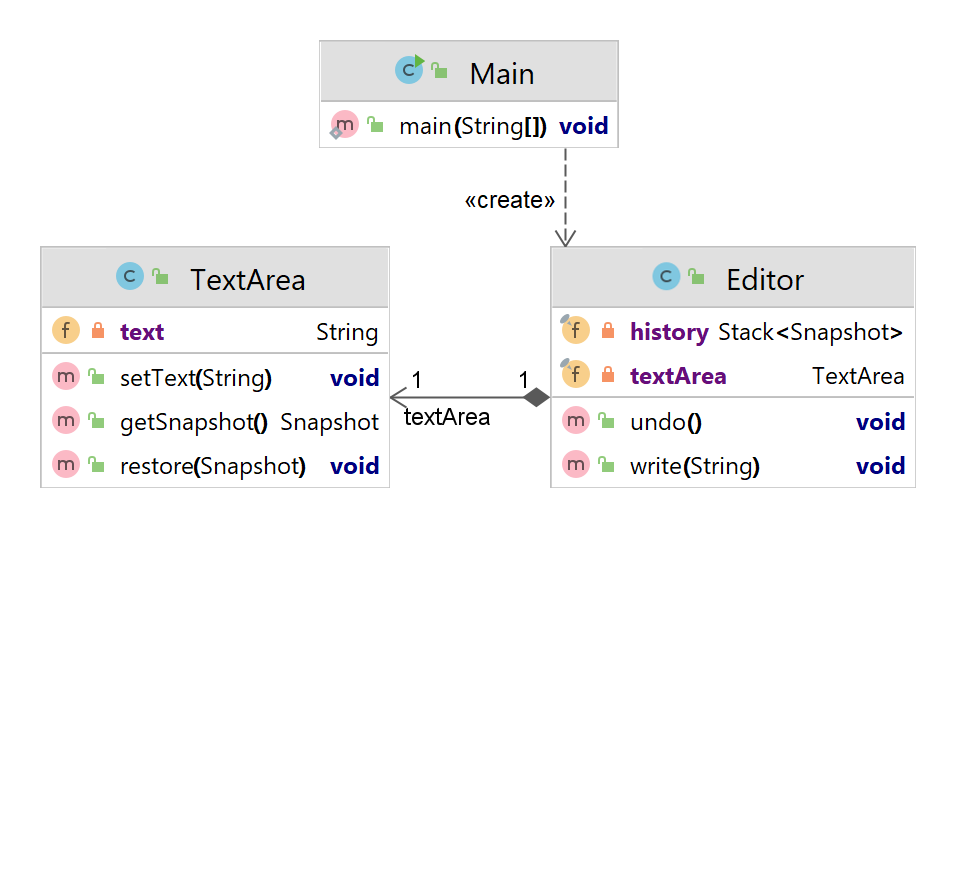 Main
main(String[]) void
«create»
TextArea
text String
setText(String) void
getSnapshot() Snapshot
restore(Snapshot) void
1 1
textArea
Editor
history Stack<Snapshot>
textArea TextArea
undo() void
write(String) void